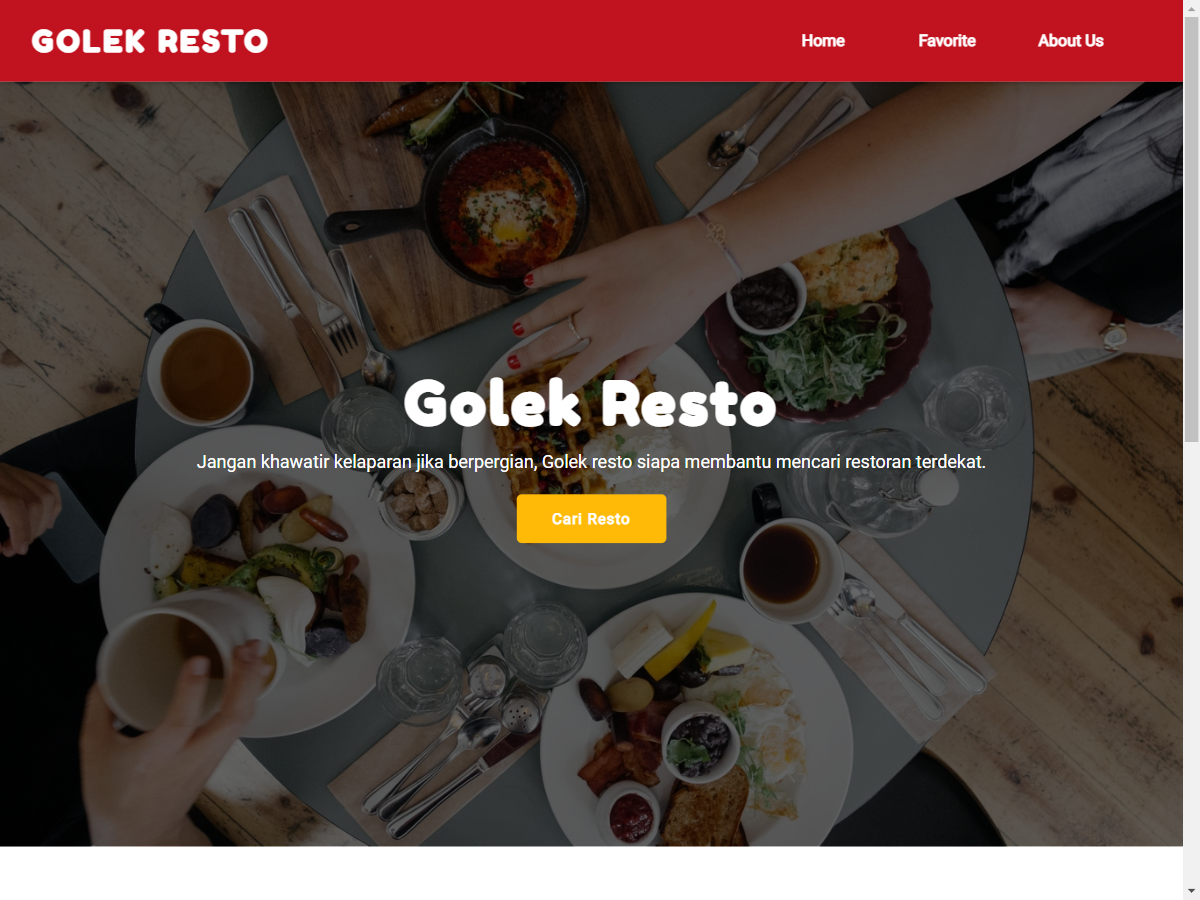 GOLEK RESTO
Home
Favorite
About Us
Golek Resto
Jangan khawatir kelaparan jika berpergian, Golek resto siapa membantu mencari restoran terdekat.
Cari Resto